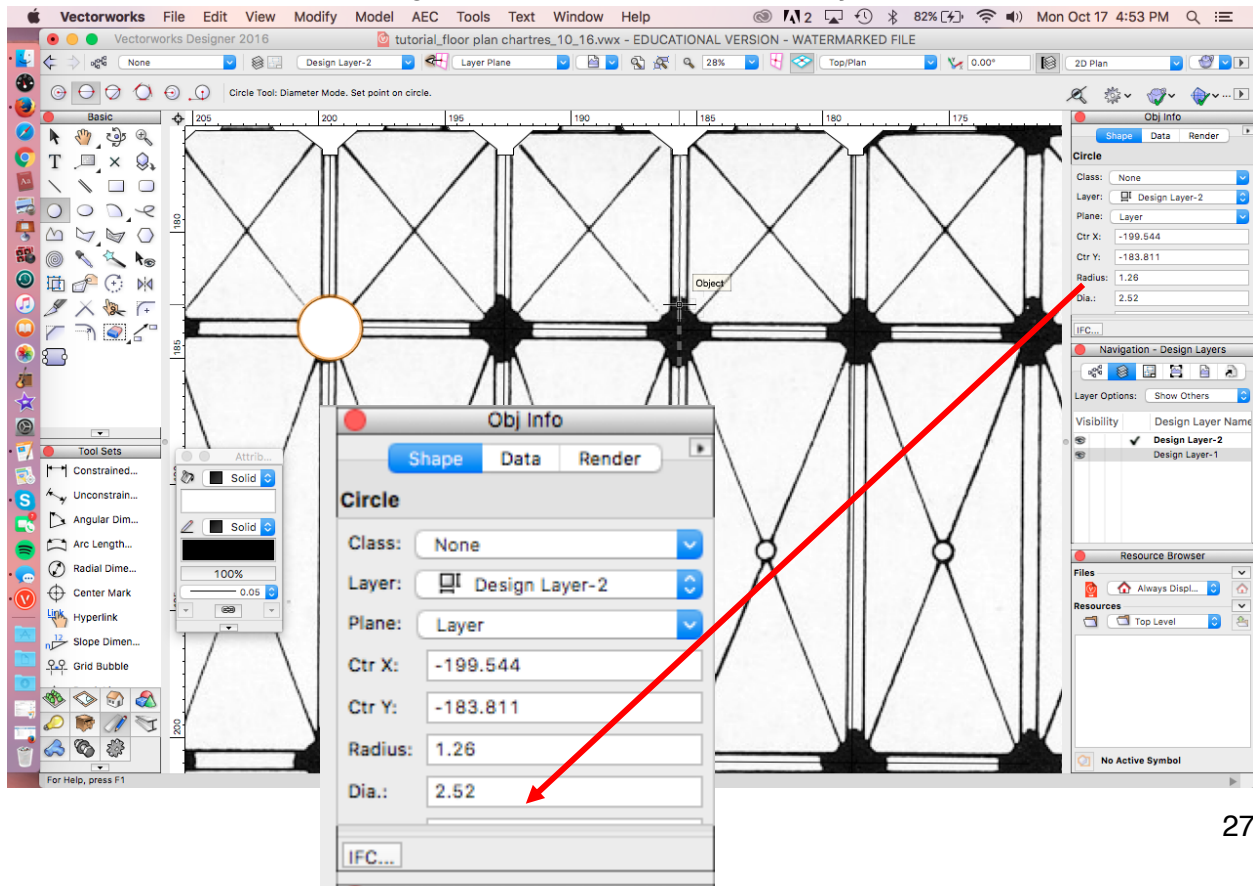 Vectorworks File Edit View Modify Model AEC Tools Text Window Help 2 82% Mon Oct 17 4:53 PM
Vectorworks Designer 2016 tutorial_floor plan chartres_10_16.vwx - EDUCATIONAL VERSION - WATERMARKED FILE
None Design Layer-2 Layer Plane 28% Top/Plan 0.00° 2D Plan
Circle Tool: Diameter Mode. Set point on circle.
Basic
205 200 195 190 185 180 175
180
185
200
Object
Obj Info
Shape Data Render
Circle
Class: None
Layer: Design Layer-2
Plane: Layer
Ctr X: -199.544
Ctr Y: -183.811
Radius: 1.26
Dia.: 2.52
IFC...
Navigation - Design Layers
Layer Options: Show Others
Visibility Design Layer Name
Design Layer-2
Design Layer-1
Resource Browser
Files
Always Displ...
Resources
Top Level
No Active Symbol
Tool Sets
Constrained...
Unconstrain...
Angular Dim...
Arc Length...
Radial Dime...
Center Mark
Hyperlink
Slope Dimen...
Grid Bubble
Attrib...
Solid
Solid
100%
0.05
Obj Info
Shape Data Render
Circle
Class: None
Layer: Design Layer-2
Plane: Layer
Ctr X: -199.544
Ctr Y: -183.811
Radius: 1.26
Dia.: 2.52
IFC...
For Help, press F1
27